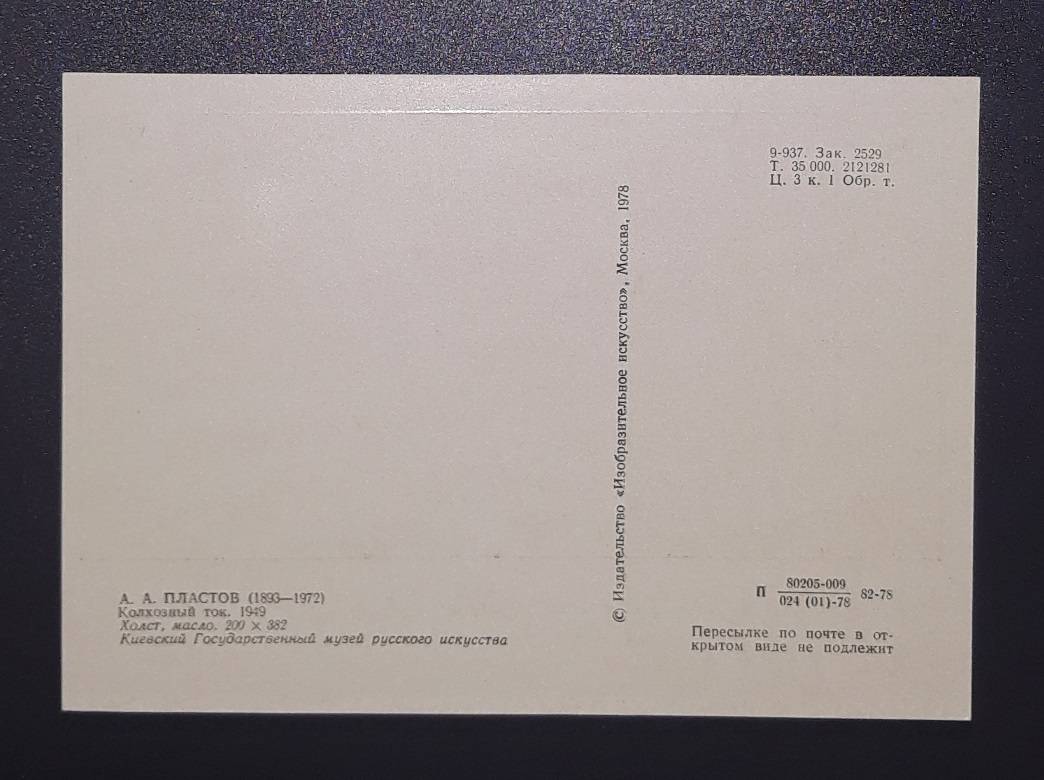 9-937. Зак. 2529
Т. 35 000. 2121281
Ц. 3 к. 1 Обр. т.
© Издательство «Изобразительное искусство», Москва, 1978
А. А. ПЛАСТОВ (1893—1972)
Колхозный ток. 1949
Холст, масло. 200 × 382
Киевский Государственный музей русского искусства
П 80205-009
024 (01)-78 82-78
Пересылке по почте в от-
крытом виде не подлежит